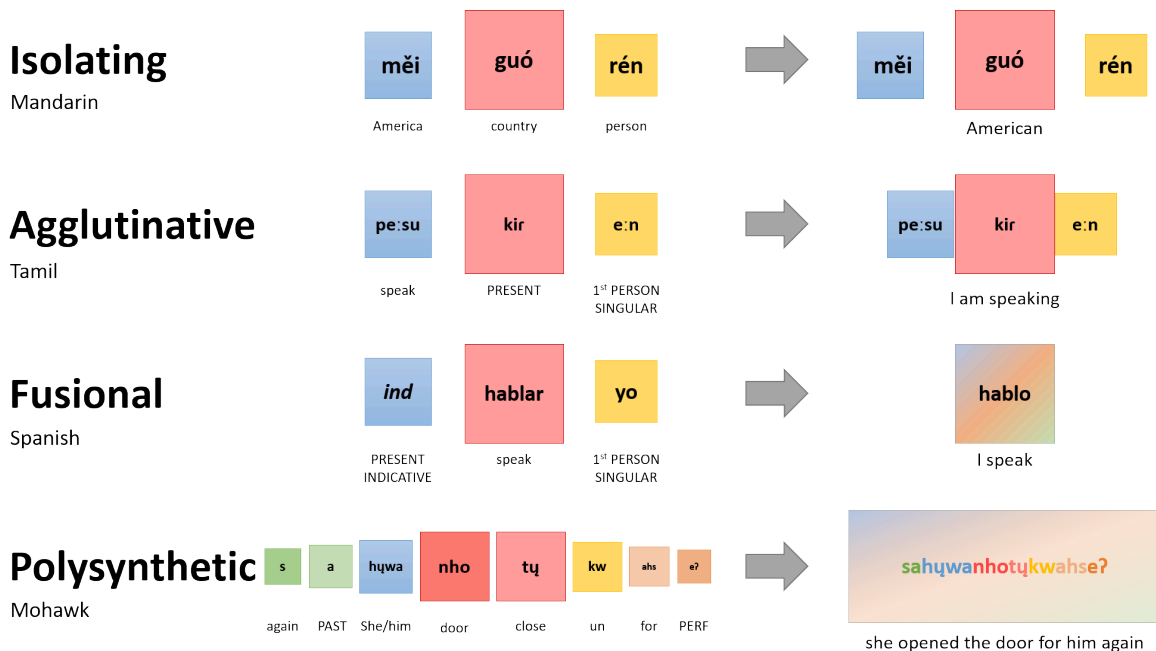 Isolating
Mandarin
měi guó rén měi guó rén
America country person American
Agglutinative
Tamil
peːsu kiɾ eːn peːsu kiɾ eːn
speak PRESENT 1st PERSON SINGULAR I am speaking
Fusional
Spanish
ind hablar yo hablo
PRESENT INDICATIVE speak 1st PERSON SINGULAR I speak
Polysynthetic
Mohawk
s a hųwa nho tų kw ahs eʔ sahųwanhotųkwahseʔ
again PAST She/him door close un for PERF she opened the door for him again